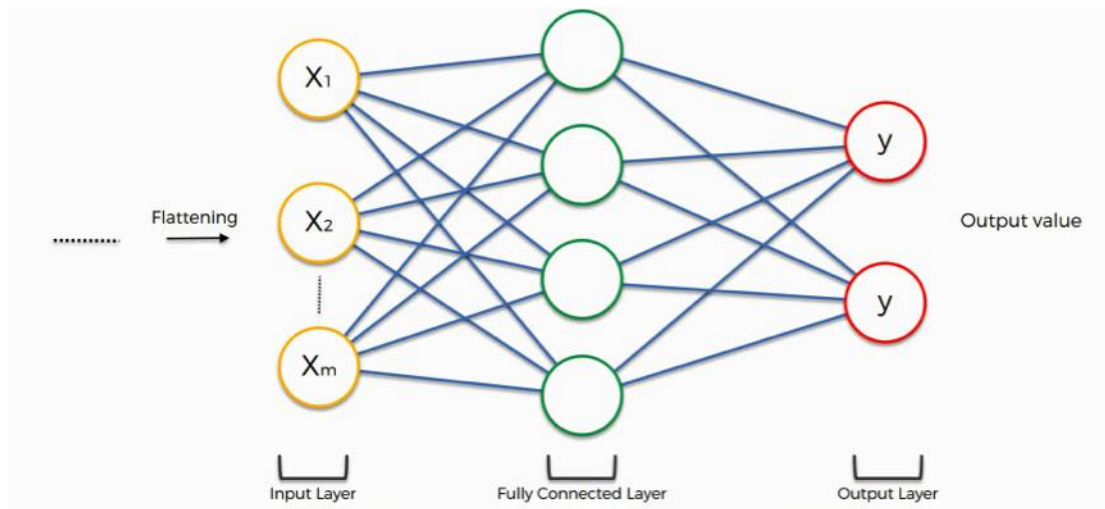 X₁
Flattening
X₂
Xₘ
y
y
Output value
Input Layer
Fully Connected Layer
Output Layer